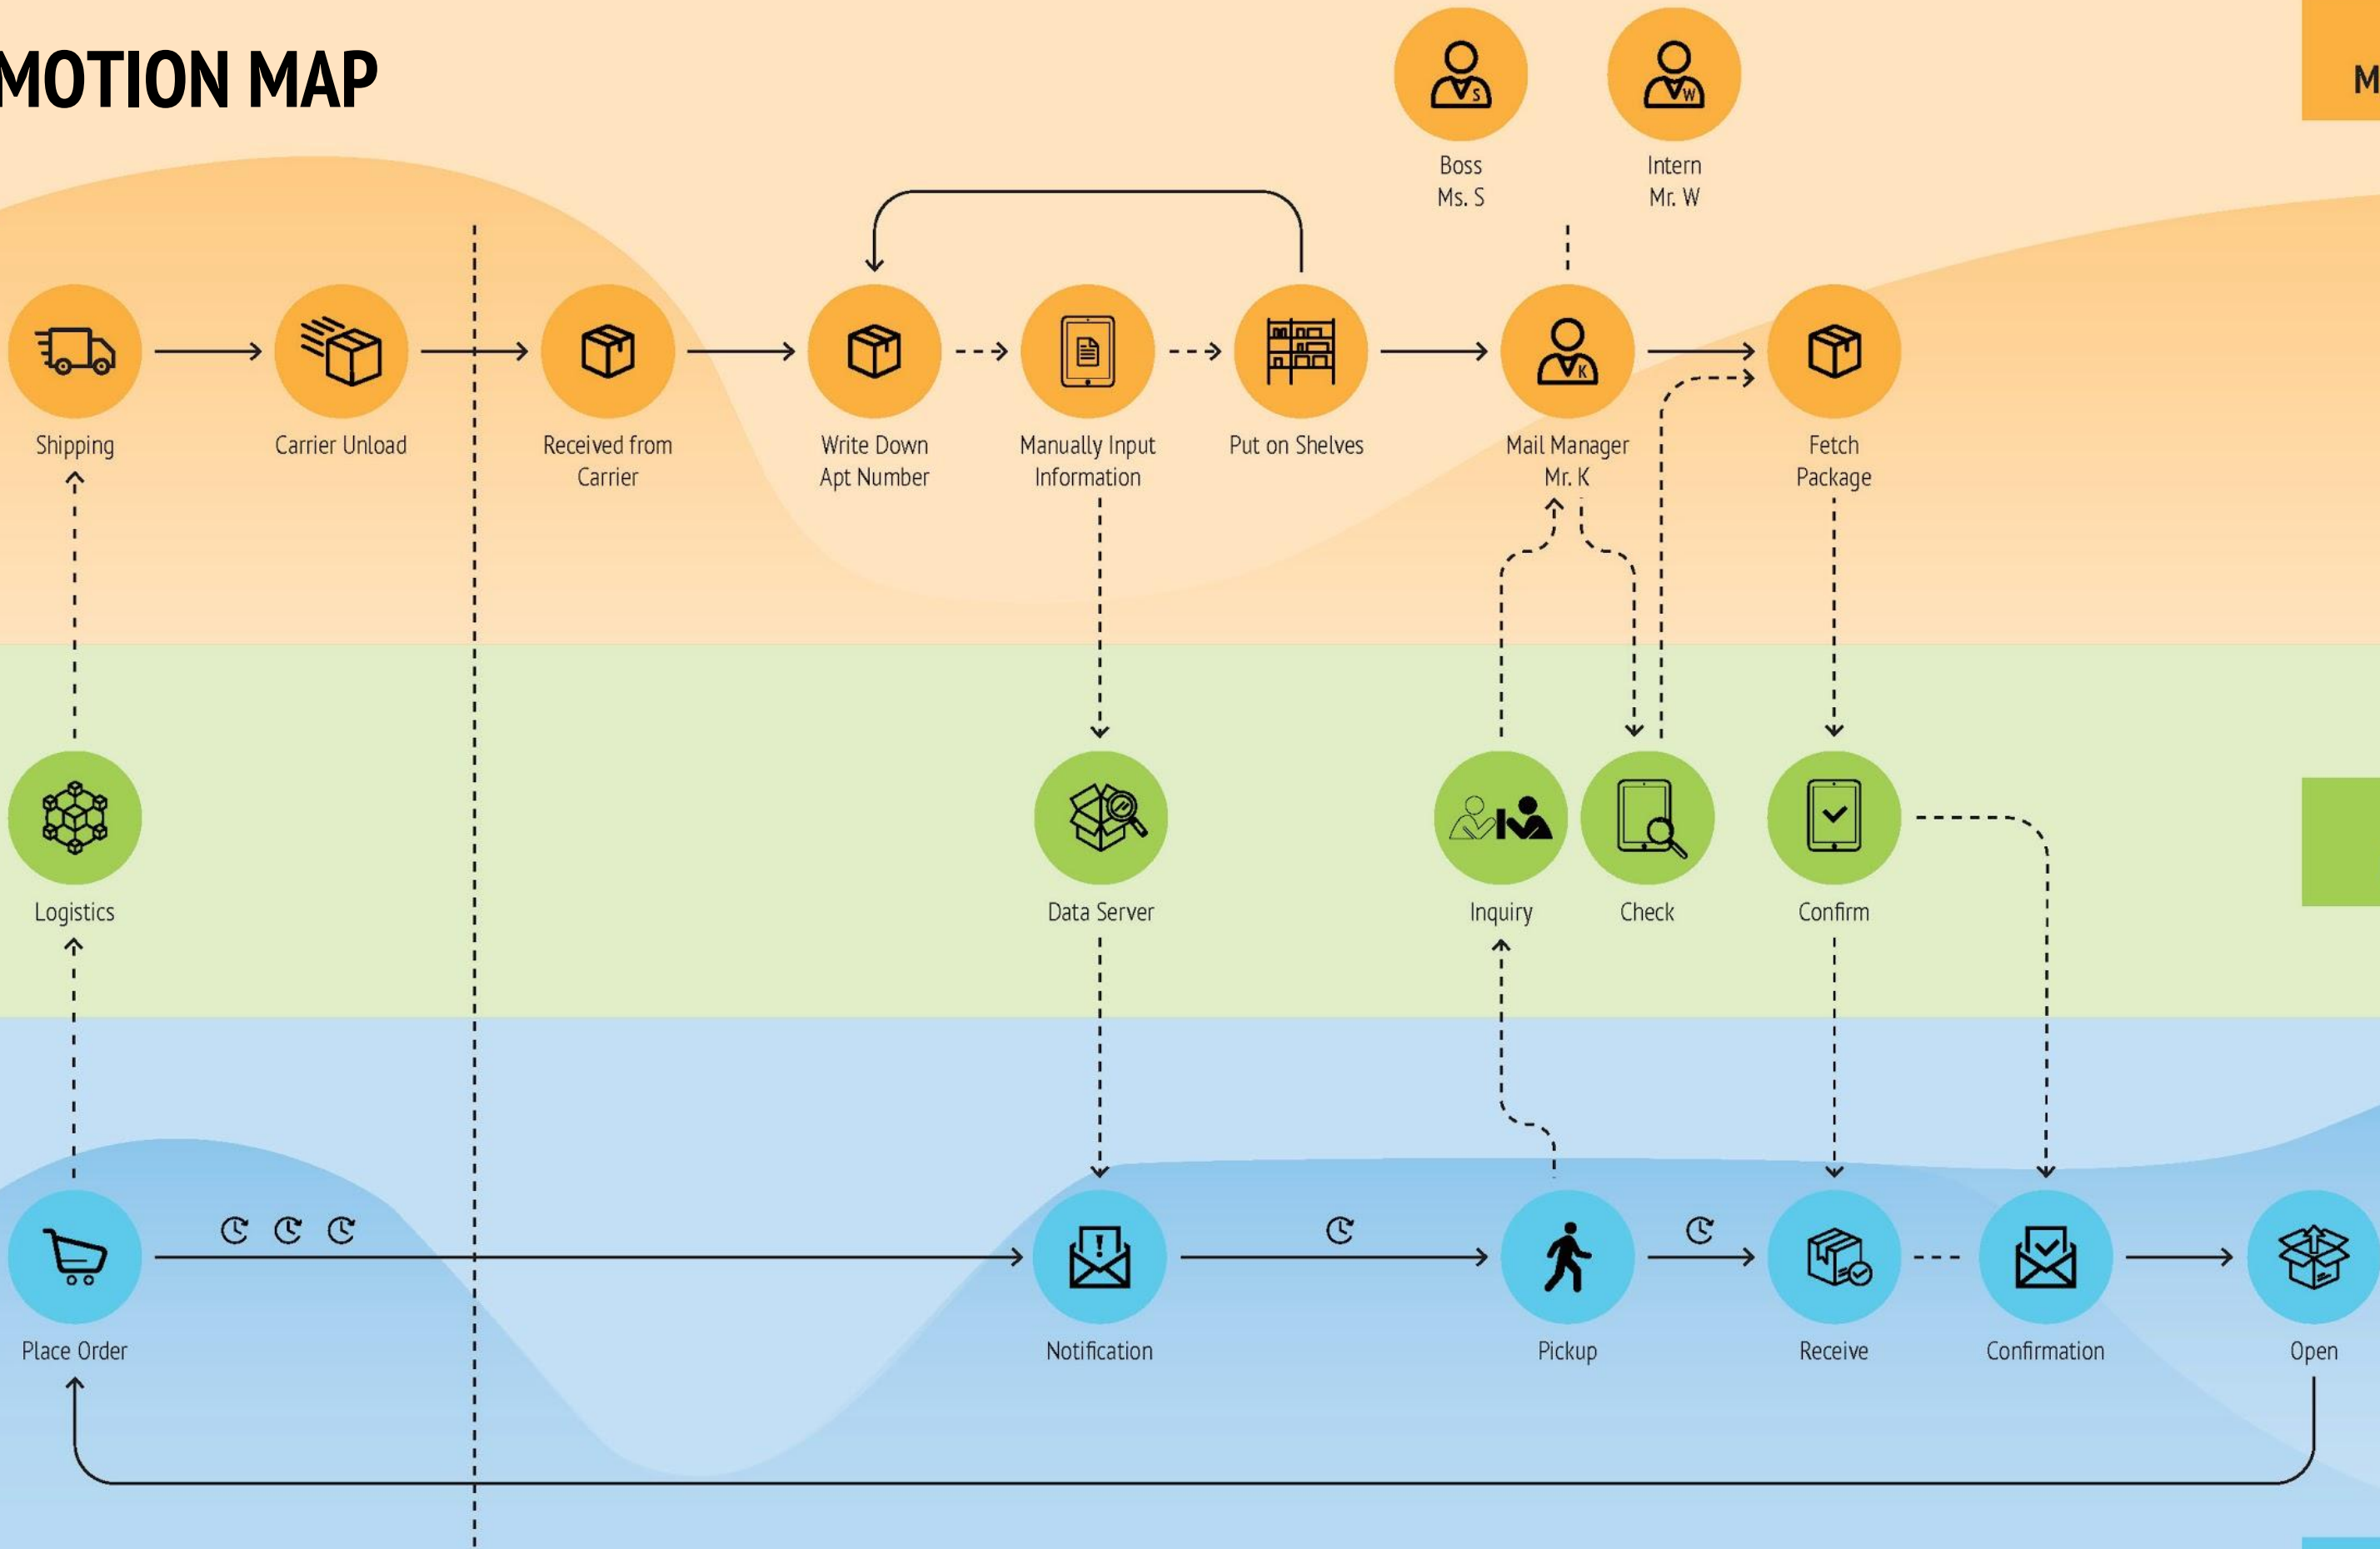 MOTION MAP
M
Boss
Ms. S
Intern
Mr. W
S
W
K
Shipping
Carrier Unload
Received from
Carrier
Write Down
Apt Number
Manually Input
Information
Put on Shelves
Mail Manager
Mr. K
Fetch
Package
Logistics
Data Server
Inquiry
Check
Confirm
Place Order
Notification
Pickup
Receive
Confirmation
Open